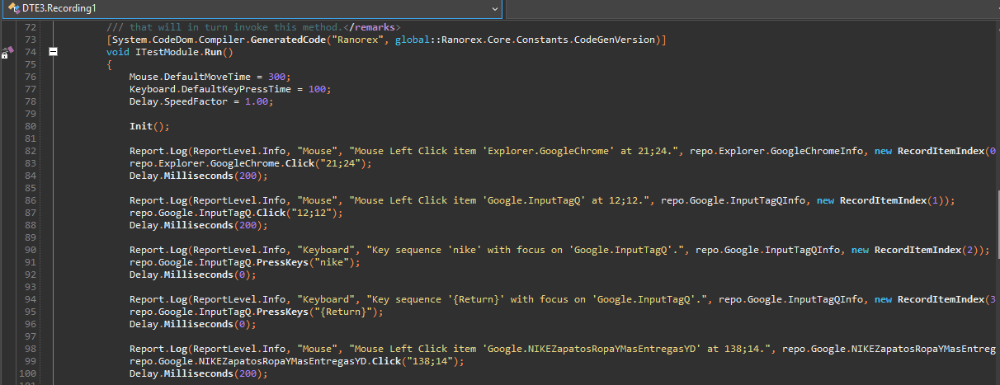 DTE3.Recording1
72 /// that will in turn invoke this method.</remarks>
73 [System.CodeDom.Compiler.GeneratedCode("Ranorex", global::Ranorex.Core.Constants.CodeGenVersion)]
74 void ITestModule.Run()
75 {
76 Mouse.DefaultMoveTime = 300;
77 Keyboard.DefaultKeyPressTime = 100;
78 Delay.SpeedFactor = 1.00;
79
80 Init();
81
82 Report.Log(ReportLevel.Info, "Mouse", "Mouse Left Click item 'Explorer.GoogleChrome' at 21;24.", repo.Explorer.GoogleChromeInfo, new RecordItemIndex(0
83 repo.Explorer.GoogleChrome.Click("21;24");
84 Delay.Milliseconds(200);
85
86 Report.Log(ReportLevel.Info, "Mouse", "Mouse Left Click item 'Google.InputTagQ' at 12;12.", repo.Google.InputTagQInfo, new RecordItemIndex(1));
87 repo.Google.InputTagQ.Click("12;12");
88 Delay.Milliseconds(200);
89
90 Report.Log(ReportLevel.Info, "Keyboard", "Key sequence 'nike' with focus on 'Google.InputTagQ'.", repo.Google.InputTagQInfo, new RecordItemIndex(2));
91 repo.Google.InputTagQ.PressKeys("nike");
92 Delay.Milliseconds(0);
93
94 Report.Log(ReportLevel.Info, "Keyboard", "Key sequence '{Return}' with focus on 'Google.InputTagQ'.", repo.Google.InputTagQInfo, new RecordItemIndex(3
95 repo.Google.InputTagQ.PressKeys("{Return}");
96 Delay.Milliseconds(0);
97
98 Report.Log(ReportLevel.Info, "Mouse", "Mouse Left Click item 'Google.NIKEZapatosRopaYMasEntregasYD' at 138;14.", repo.Google.NIKEZapatosRopaYMasEntreg
99 repo.Google.NIKEZapatosRopaYMasEntregasYD.Click("138;14");
100 Delay.Milliseconds(200);